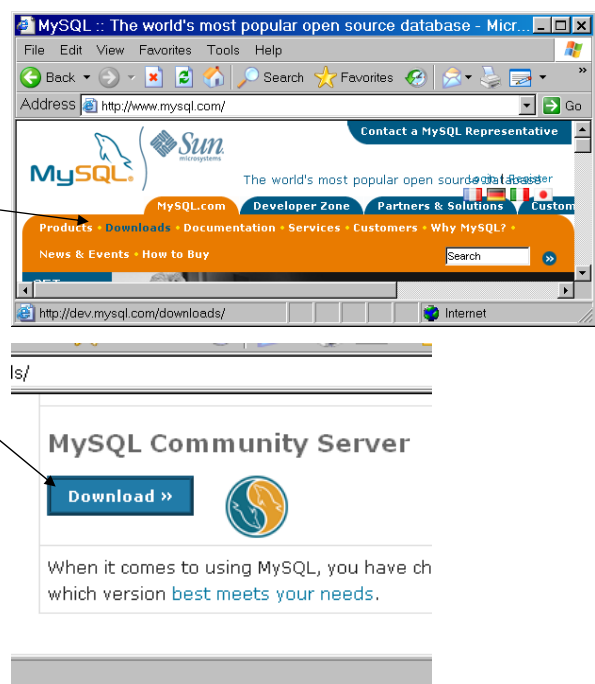 MySQL :: The world's most popular open source database - Micr...
File Edit View Favorites Tools Help
Back Search Favorites »
Address http://www.mysql.com/ Go
Contact a MySQL Representative
Sun
microsystems
MySQL®
The world's most popular open source database
Login | Register
MySQL.com Developer Zone Partners & Solutions Custom
Products • Downloads • Documentation • Services • Customers • Why MySQL? •
News & Events • How to Buy Search »
http://dev.mysql.com/downloads/ Internet
ls/
MySQL Community Server
Download »
When it comes to using MySQL, you have ch
which version best meets your needs.